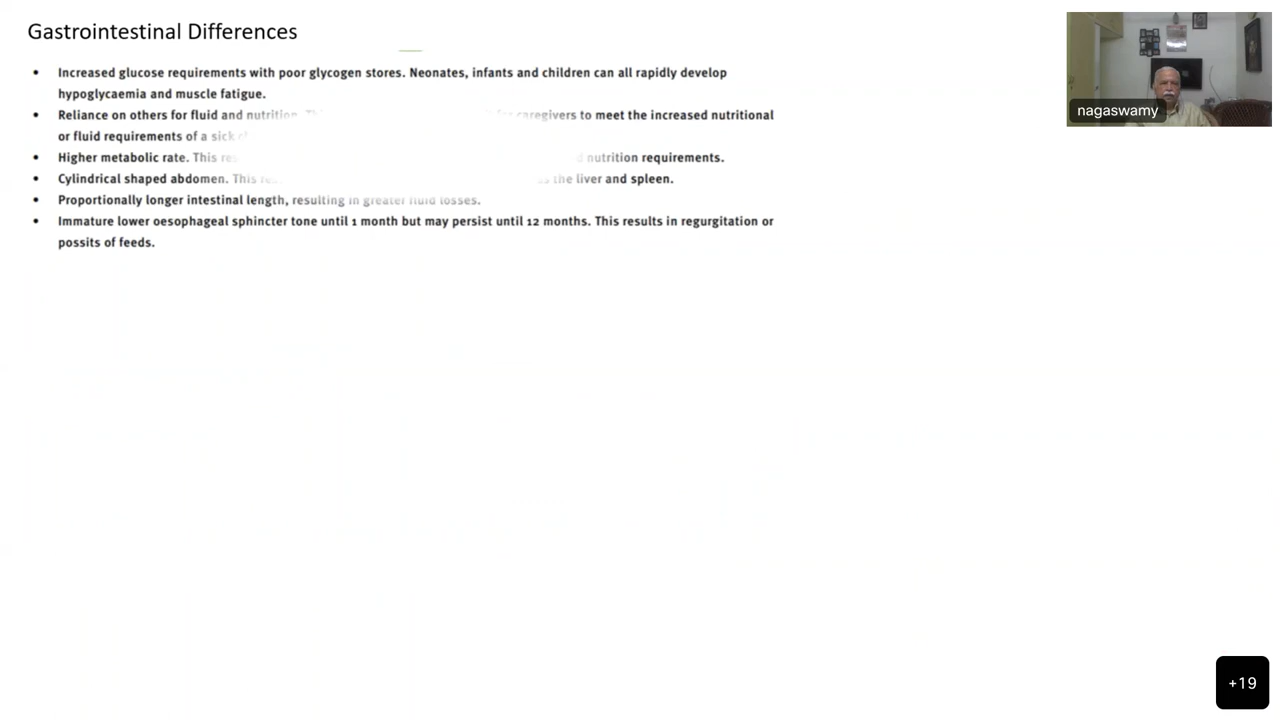 Gastrointestinal Differences
• Increased glucose requirements with poor glycogen stores. Neonates, infants and children can all rapidly develop
hypoglycaemia and muscle fatigue.
• Reliance on others for fluid and nutrition. caregivers to meet the increased nutritional
or fluid requirements of a sick
• Higher metabolic rate. This nutrition requirements.
• Cylindrical shaped abdomen. This the liver and spleen.
• Proportionally longer intestinal length, resulting in greater fluid losses.
• Immature lower oesophageal sphincter tone until 1 month but may persist until 12 months. This results in regurgitation or
possits of feeds.
nagaswamy
+19